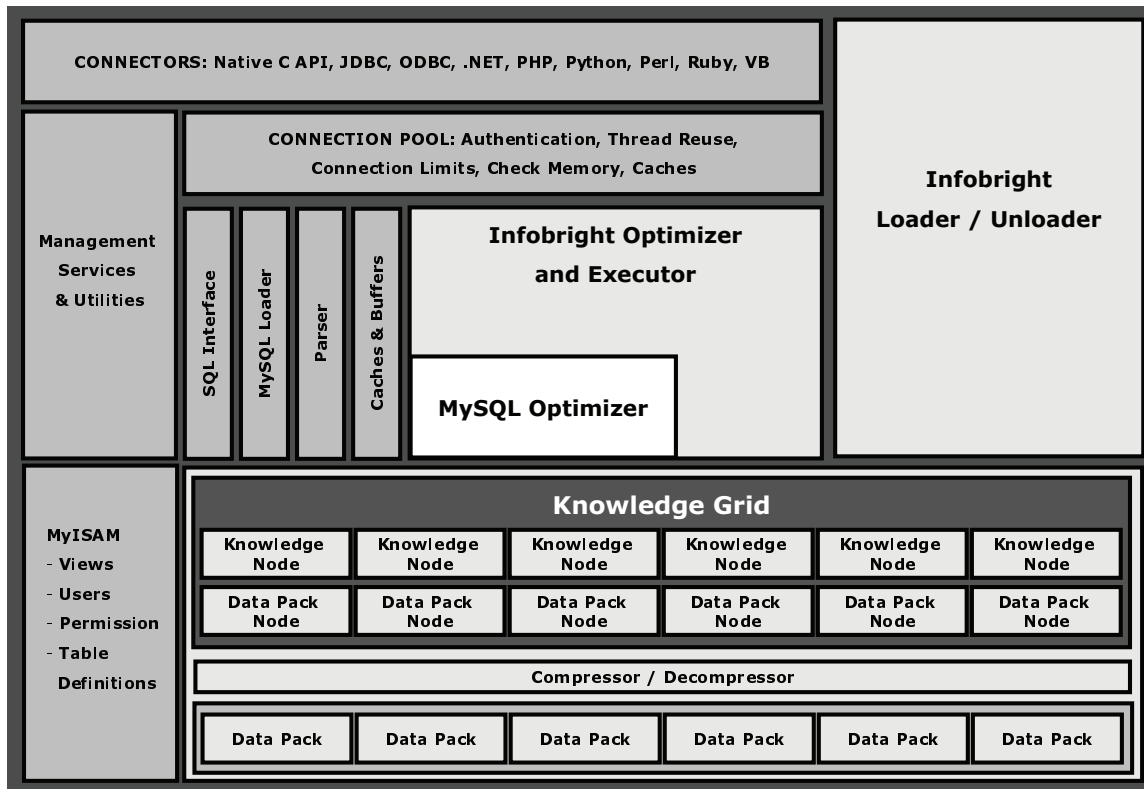 CONNECTORS: Native C API, JDBC, ODBC, .NET, PHP, Python, Perl, Ruby, VB
CONNECTION POOL: Authentication, Thread Reuse,
Connection Limits, Check Memory, Caches
Infobright
Loader / Unloader
Management
Services
& Utilities
SQL Interface
MySQL Loader
Parser
Caches & Buffers
Infobright Optimizer
and Executor
MySQL Optimizer
MyISAM
- Views
- Users
- Permission
- Table
Definitions
Knowledge Grid
Knowledge
Node
Knowledge
Node
Knowledge
Node
Knowledge
Node
Knowledge
Node
Knowledge
Node
Data Pack
Node
Data Pack
Node
Data Pack
Node
Data Pack
Node
Data Pack
Node
Data Pack
Node
Compressor / Decompressor
Data Pack
Data Pack
Data Pack
Data Pack
Data Pack
Data Pack